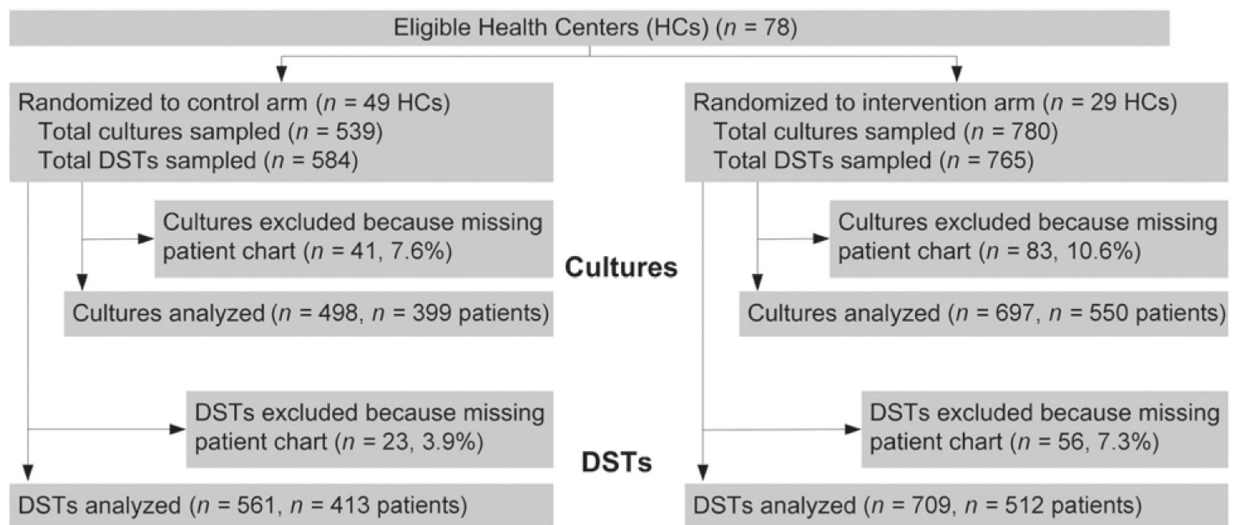 Eligible Health Centers (HCs) (n = 78)
Randomized to control arm (n = 49 HCs)
Total cultures sampled (n = 539)
Total DSTs sampled (n = 584)
Randomized to intervention arm (n = 29 HCs)
Total cultures sampled (n = 780)
Total DSTs sampled (n = 765)
Cultures excluded because missing
patient chart (n = 41, 7.6%)
Cultures
Cultures excluded because missing
patient chart (n = 83, 10.6%)
Cultures analyzed (n = 498, n = 399 patients)
Cultures analyzed (n = 697, n = 550 patients)
DSTs excluded because missing
patient chart (n = 23, 3.9%)
DSTs
DSTs excluded because missing
patient chart (n = 56, 7.3%)
DSTs analyzed (n = 561, n = 413 patients)
DSTs analyzed (n = 709, n = 512 patients)